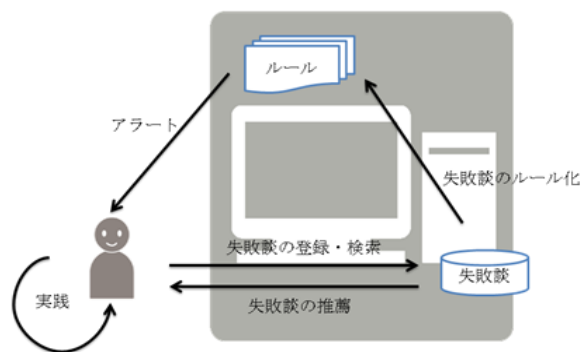 ルール
アラート
失敗談のルール化
失敗談の登録・検索
失敗談
実践
失敗談の推薦